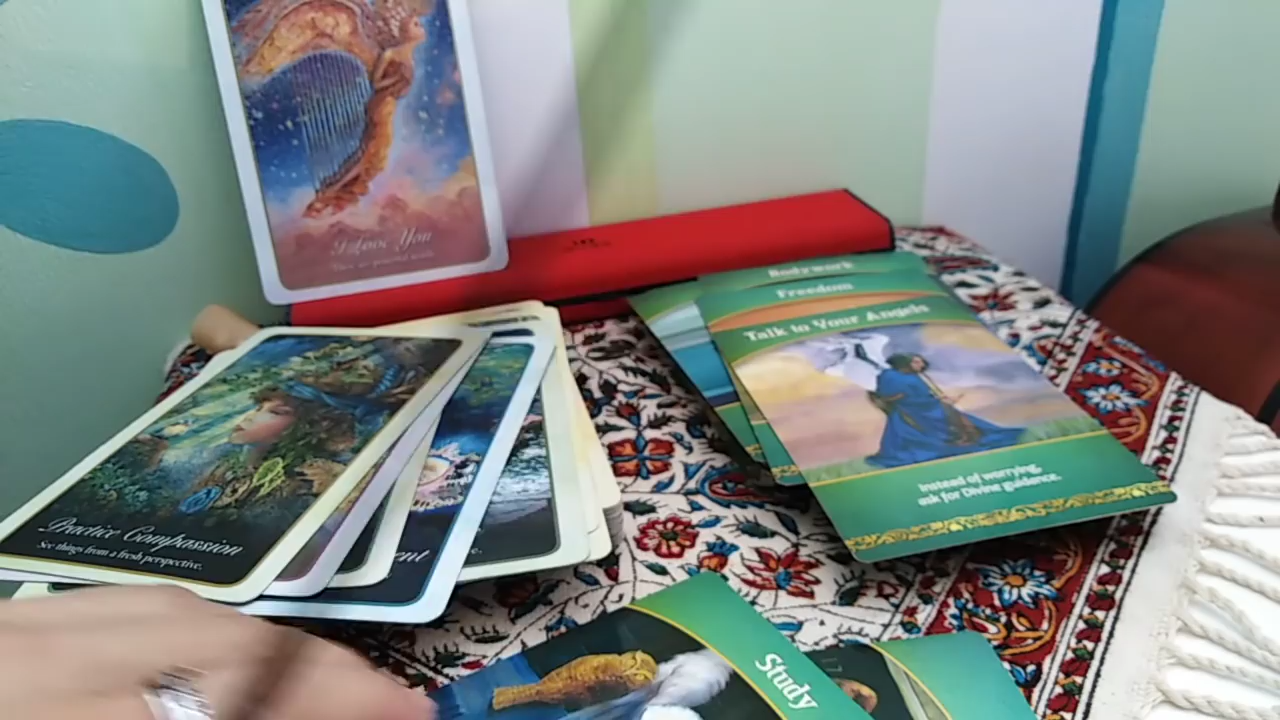 I Love You
Bodywork
Freedom
Talk to Your Angels
Instead of worrying,
ask for Divine guidance.
Practice Compassion
See things from a fresh perspective.
Study